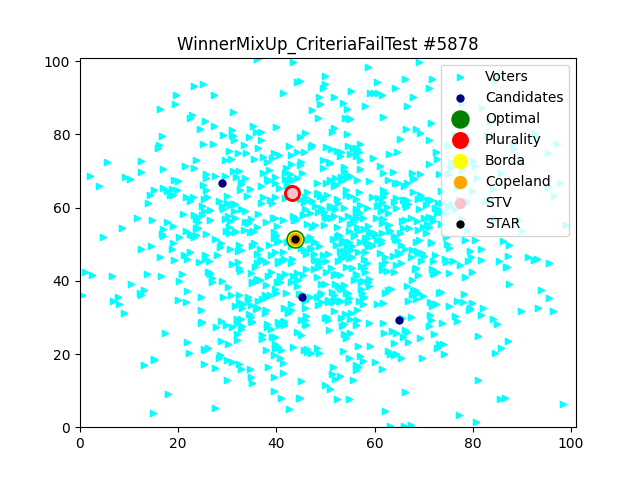 WinnerMixUp_CriteriaFailTest #5878
100
80
60
40
20
0
0 20 40 60 80 100
Voters
Candidates
Optimal
Plurality
Borda
Copeland
STV
STAR